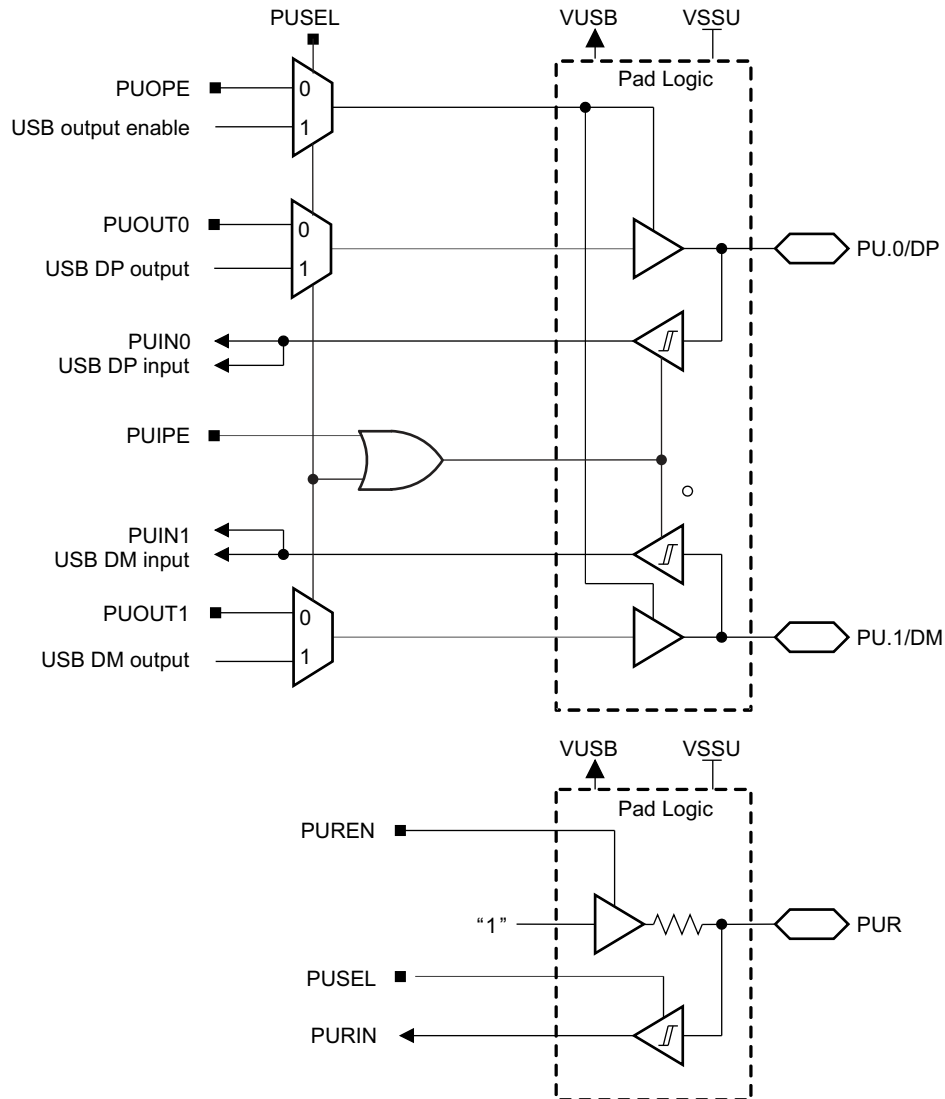 PUSEL
VUSB
VSSU
Pad Logic
PUOPE
0
USB output enable
1
PUOUT0
0
PU.0/DP
USB DP output
1
PUIN0
USB DP input
PUIPE
PUIN1
USB DM input
PUOUT1
0
PU.1/DM
USB DM output
1
VUSB
VSSU
Pad Logic
PUREN
“1”
PUR
PUSEL
PURIN